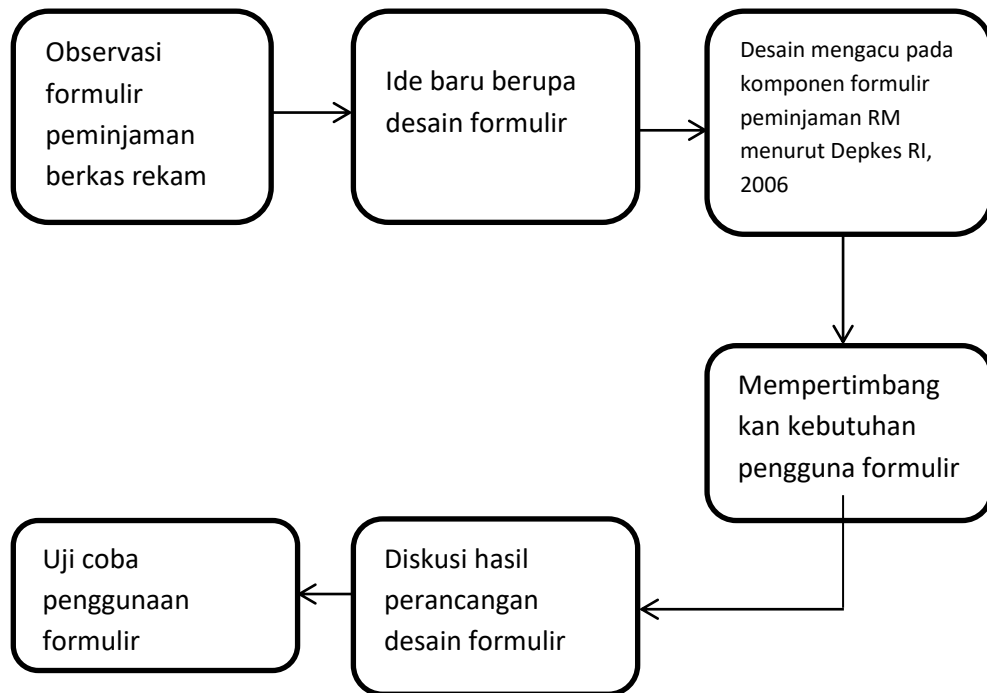 Observasi
formulir
peminjaman
berkas rekam
Ide baru berupa
desain formulir
Desain mengacu pada
komponen formulir
peminjaman RM
menurut Depkes RI,
2006
Mempertimbang
kan kebutuhan
pengguna formulir
Diskusi hasil
perancangan
desain formulir
Uji coba
penggunaan
formulir